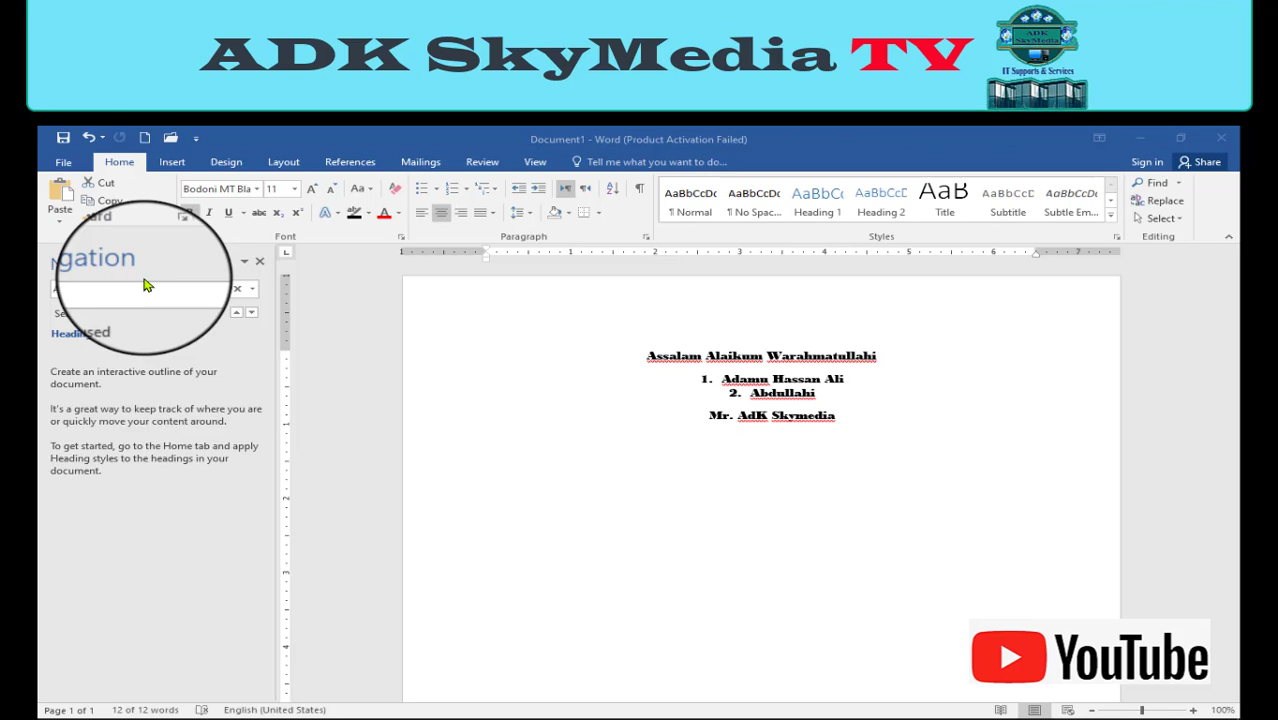 ADK SkyMedia TV
ADK
SkyMedia
IT Supports & Services
Document1 - Word (Product Activation Failed)
File Home Insert Design Layout References Mailings Review View Tell me what you want to do... Sign in Share
Paste
Cut
Copy
ard
Bodoni MT Bla 11
Font
Paragraph
AaBbCcDc AaBbCcDc AaBbC AaBbCcD AaB AaBbCcD AaBbCcDc
¶ Normal ¶ No Spac... Heading 1 Heading 2 Title Subtitle Subtle Em...
Styles
Find
Replace
Select
Editing
gation
sed
Create an interactive outline of your
document.
It's a great way to keep track of where you are
or quickly move your content around.
To get started, go to the Home tab and apply
Heading styles to the headings in your
document.
Assalam Alaikum Warahmatullahi
1. Adamu Hassan Ali
2. Abdullahi
Mr. AdK Skymedia
YouTube
Page 1 of 1 12 of 12 words English (United States) 100%